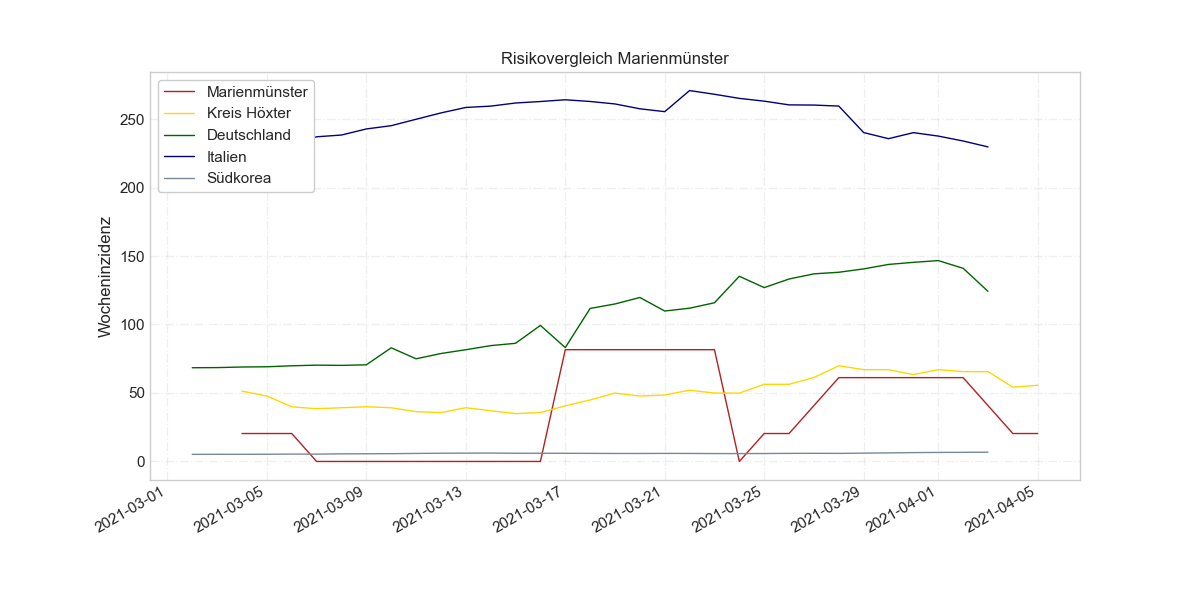 Risikovergleich Marienmünster
Marienmünster
Kreis Höxter
Deutschland
Italien
Südkorea
Wocheninzidenz
250
200
150
100
50
0
2021-03-01
2021-03-05
2021-03-09
2021-03-13
2021-03-17
2021-03-21
2021-03-25
2021-03-29
2021-04-01
2021-04-05